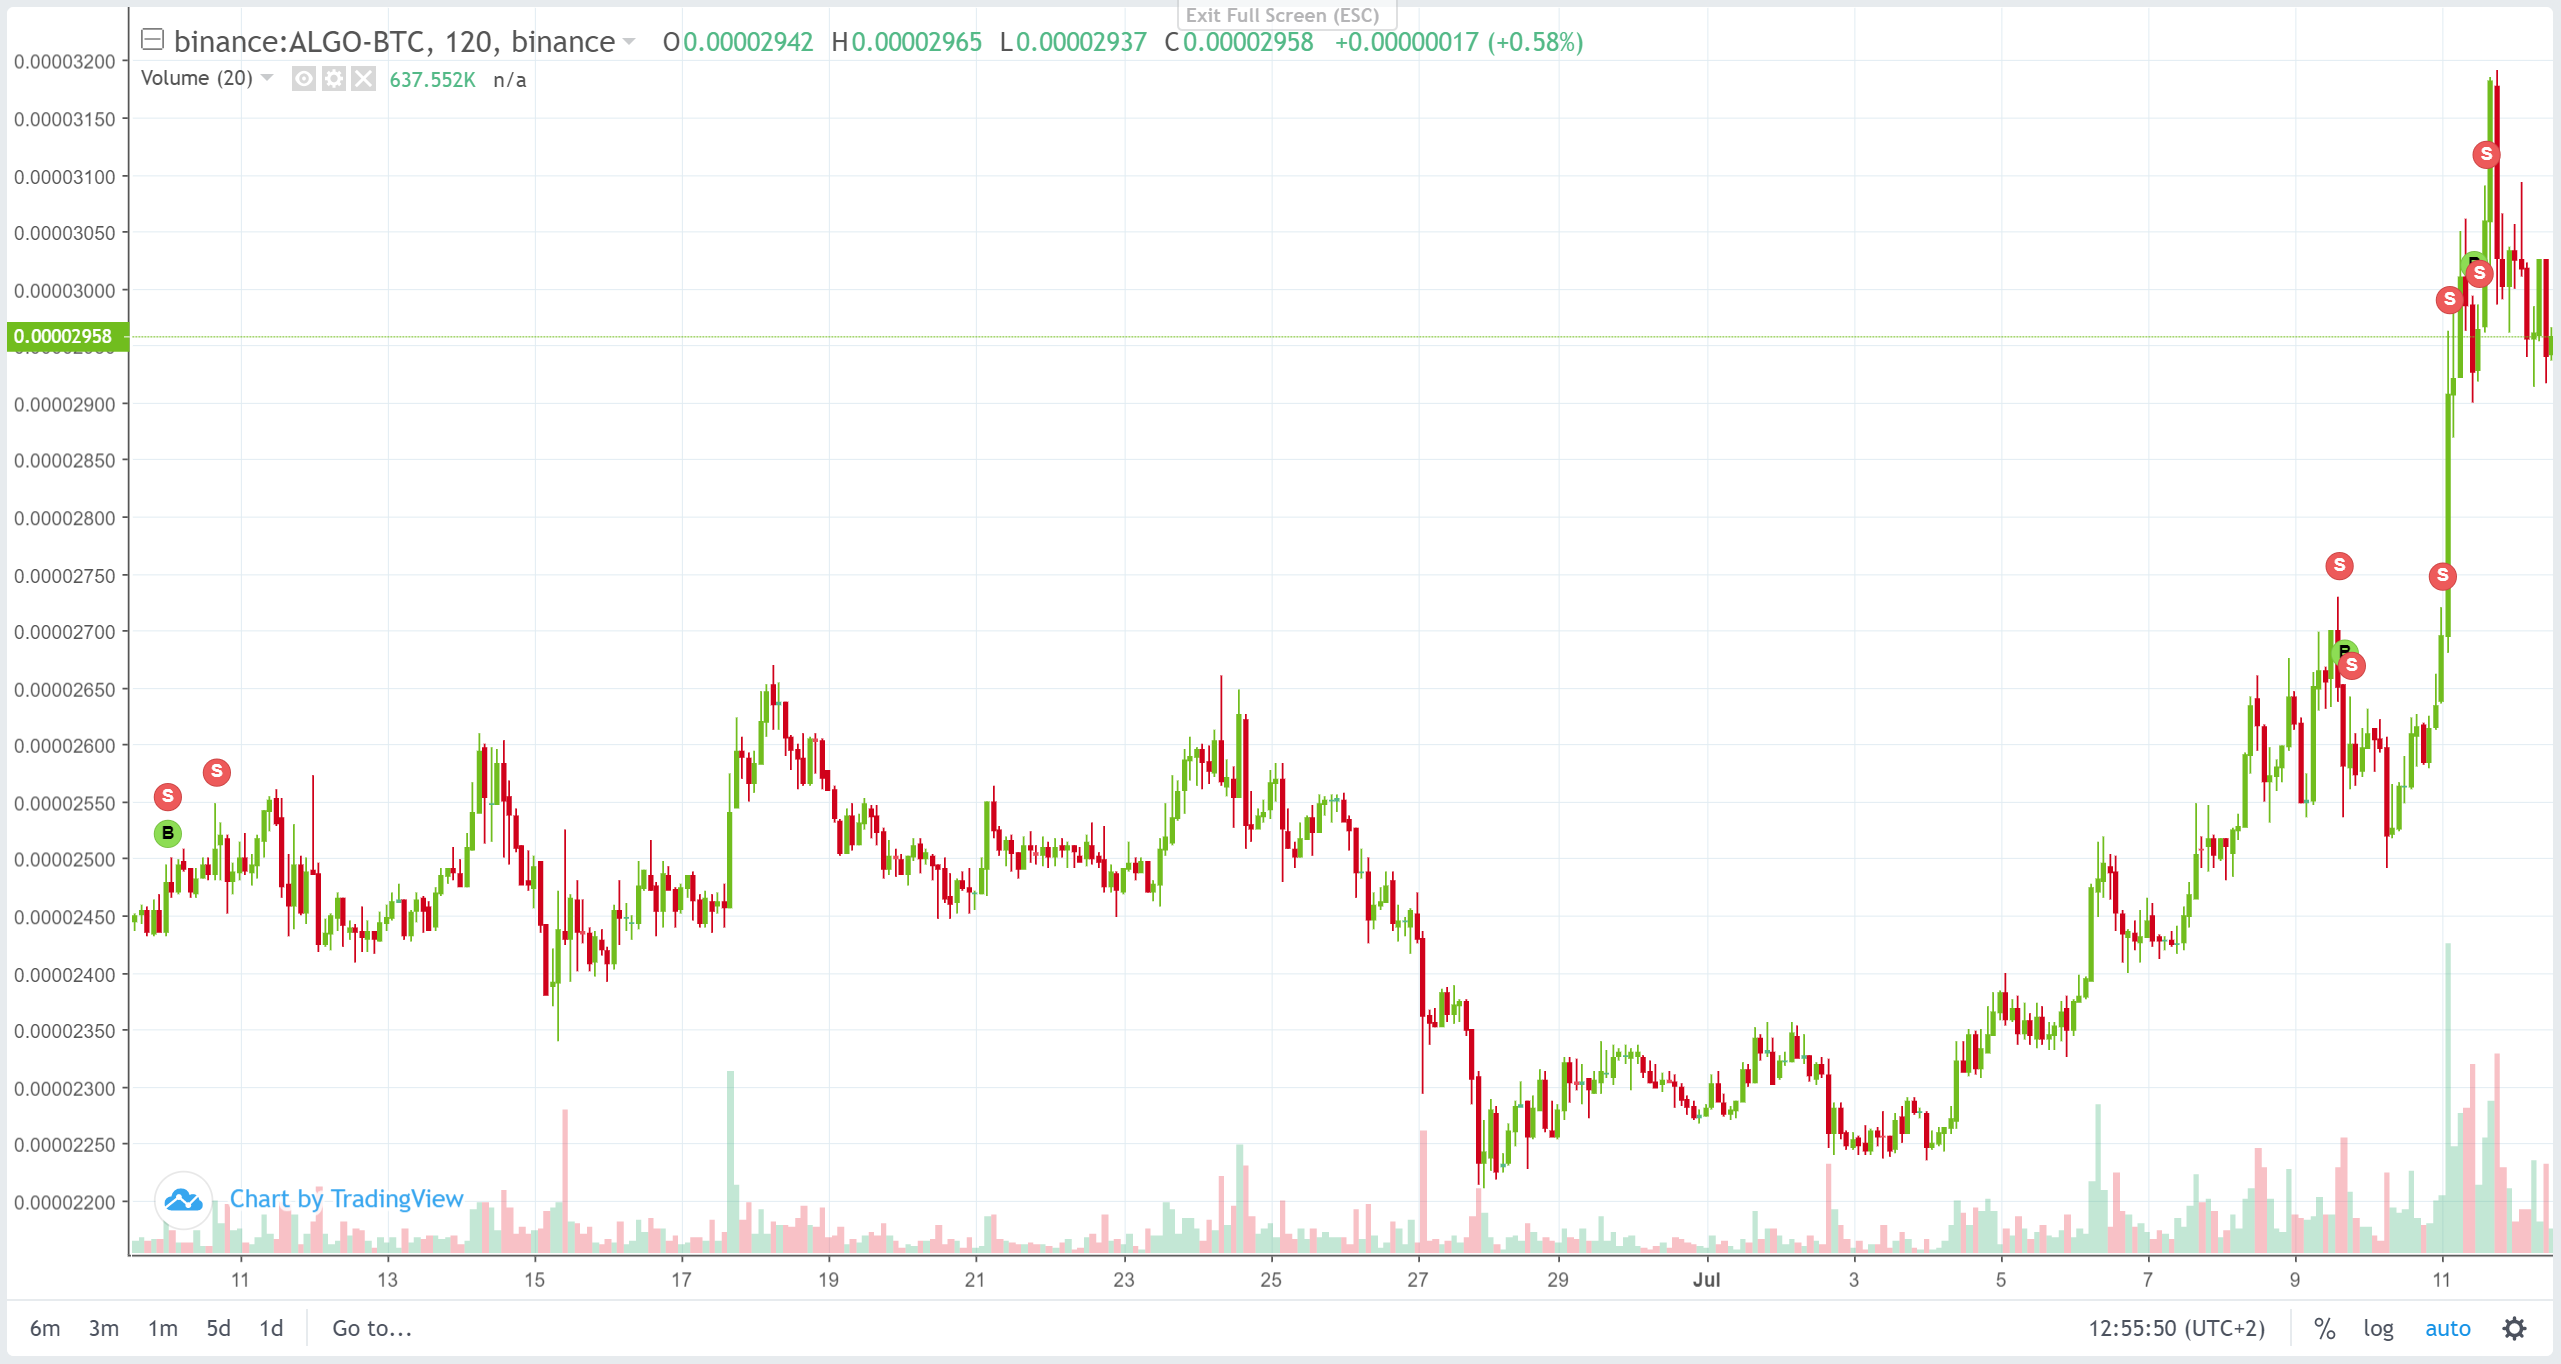 Exit Full Screen (ESC)
binance:ALGO-BTC, 120, binance O0.00002942 H0.00002965 L0.00002937 C0.00002958 +0.00000017 (+0.58%)
Volume (20) 637.552K n/a
0.00003200
0.00003150
0.00003100
0.00003050
0.00003000
0.00002958
0.00002900
0.00002850
0.00002800
0.00002750
0.00002700
0.00002650
0.00002600
0.00002550
0.00002500
0.00002450
0.00002400
0.00002350
0.00002300
0.00002250
0.00002200
S
B
S
S
B
S
S
S
S
S
Chart by TradingView
11 13 15 17 19 21 23 25 27 29 Jul 3 5 7 9 11
6m 3m 1m 5d 1d Go to... 12:55:50 (UTC+2) % log auto